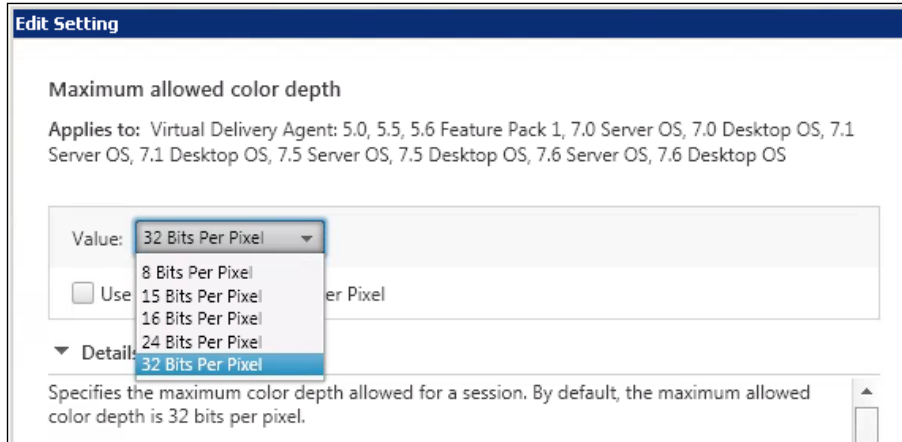 Edit Setting
Maximum allowed color depth
Applies to: Virtual Delivery Agent: 5.0, 5.5, 5.6 Feature Pack 1, 7.0 Server OS, 7.0 Desktop OS, 7.1
Server OS, 7.1 Desktop OS, 7.5 Server OS, 7.5 Desktop OS, 7.6 Server OS, 7.6 Desktop OS
Value: 32 Bits Per Pixel
8 Bits Per Pixel
Use 15 Bits Per Pixel er Pixel
16 Bits Per Pixel
24 Bits Per Pixel
Details
32 Bits Per Pixel
Specifies the maximum color depth allowed for a session. By default, the maximum allowed
color depth is 32 bits per pixel.